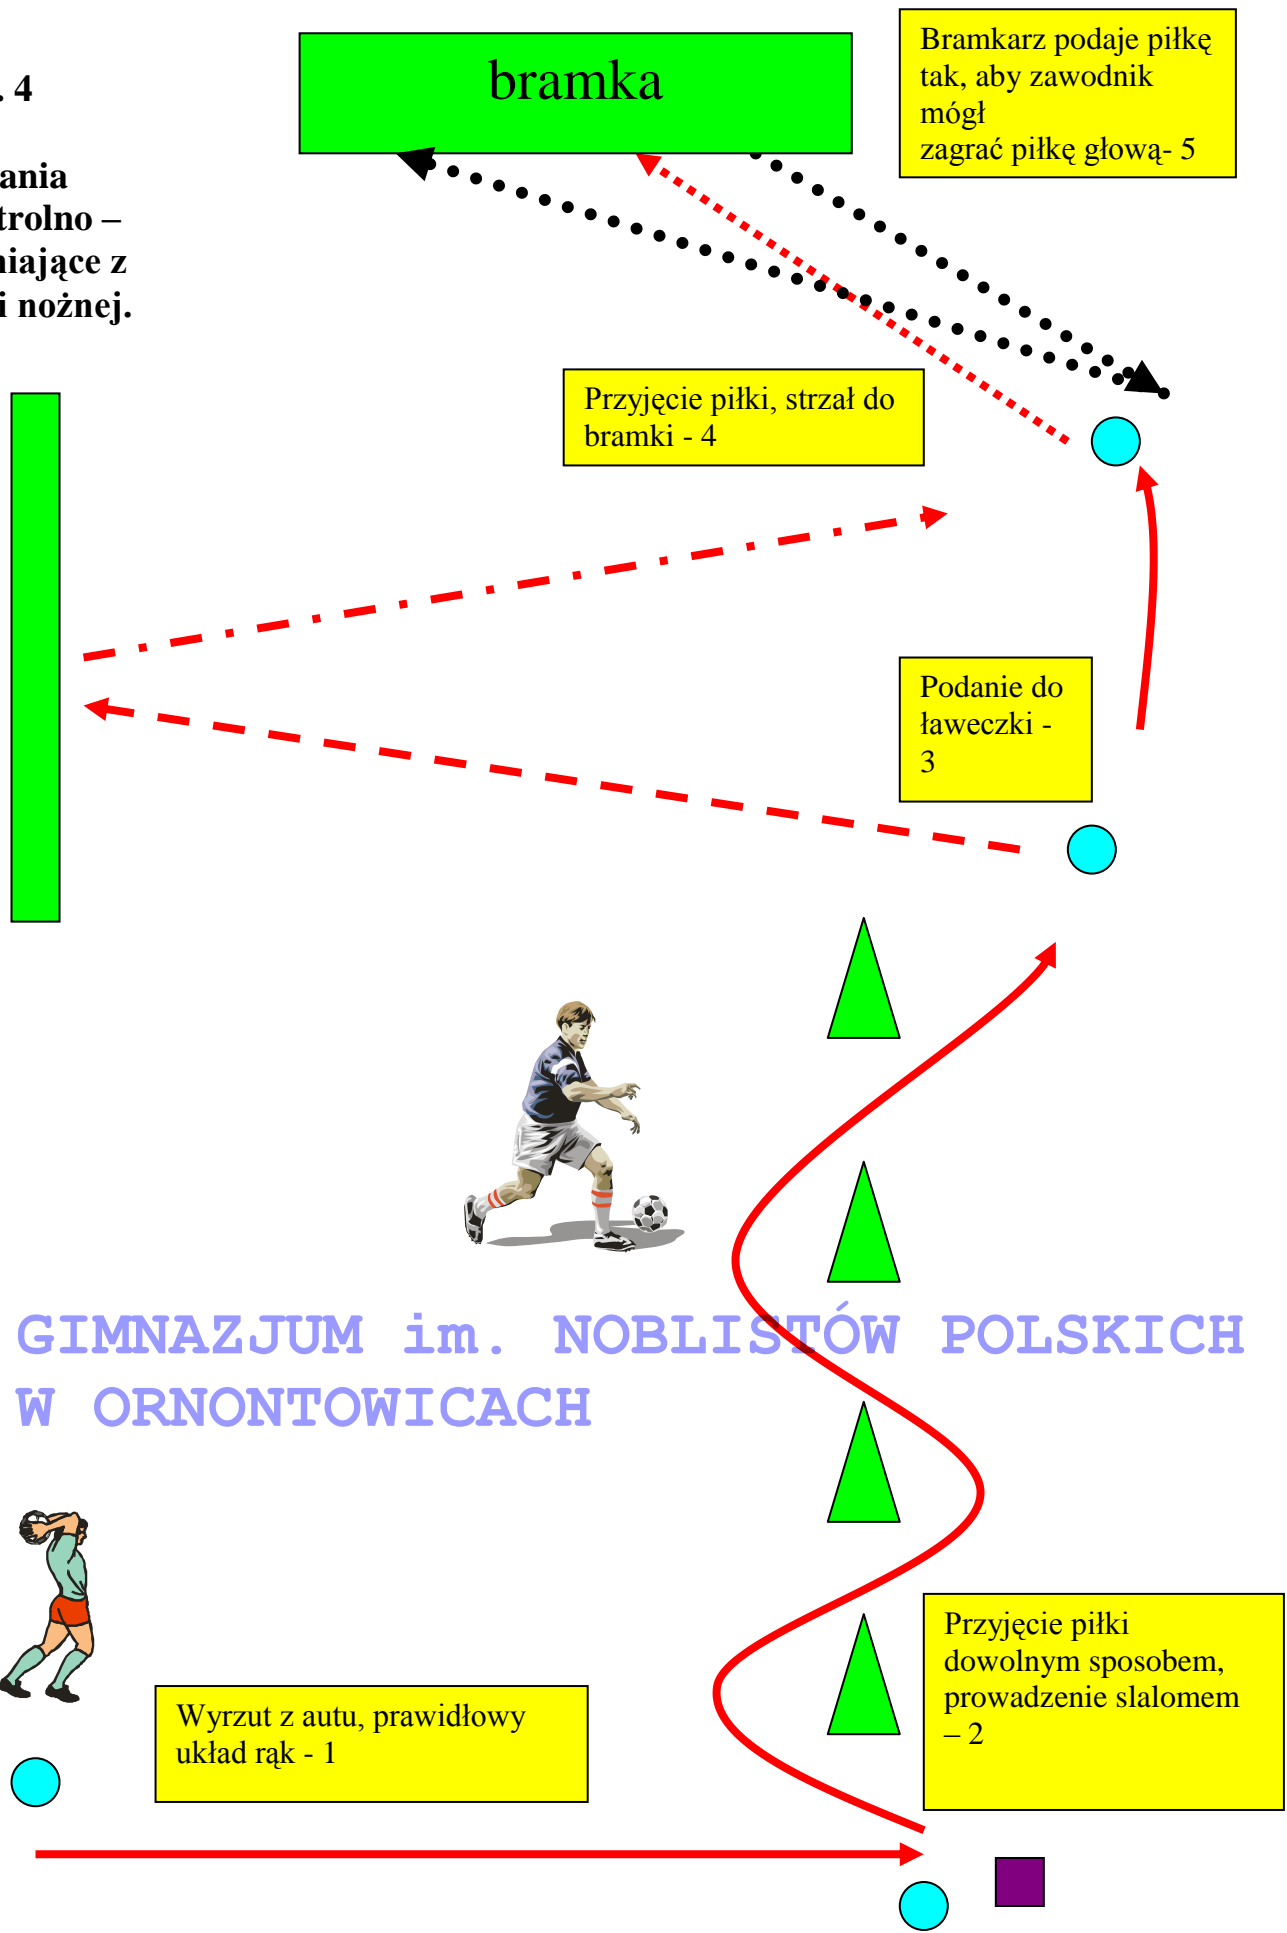 . 4
ania
trolno –
niające z
i nożnej.
bramka
Bramkarz podaje piłkę
tak, aby zawodnik
mógł
zagrać piłkę głową- 5
Przyjęcie piłki, strzał do
bramki - 4
Podanie do
ławeczki -
3
GIMNAZJUM im. NOBLISTÓW POLSKICH
W ORNONTOWICACH
Przyjęcie piłki
dowolnym sposobem,
prowadzenie slalomem
– 2
Wyrzut z autu, prawidłowy
układ rąk - 1